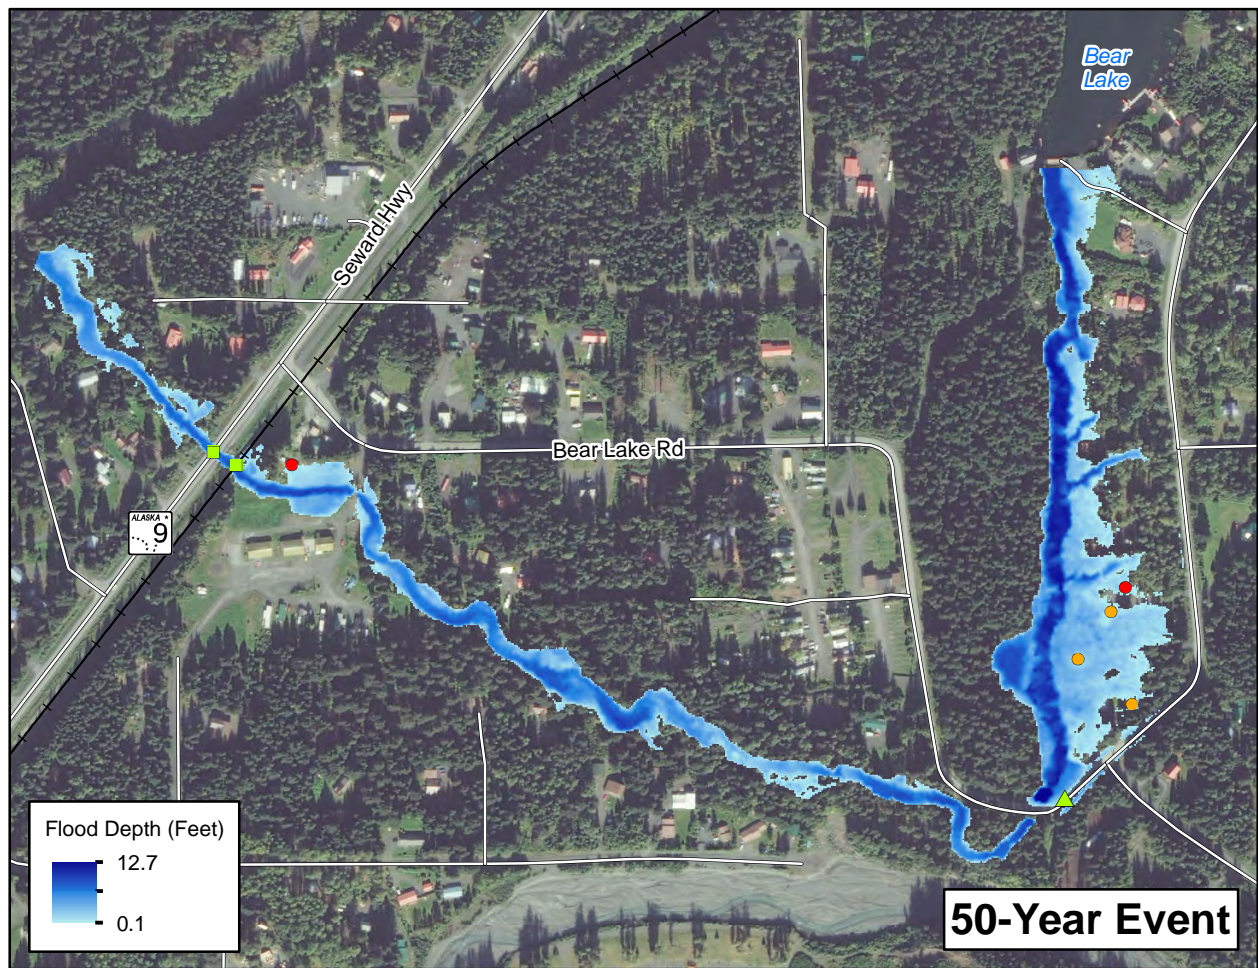 Bear
Lake
Seward Hwy
Bear Lake Rd
ALASKA
9
Flood Depth (Feet)
12.7
0.1
50-Year Event